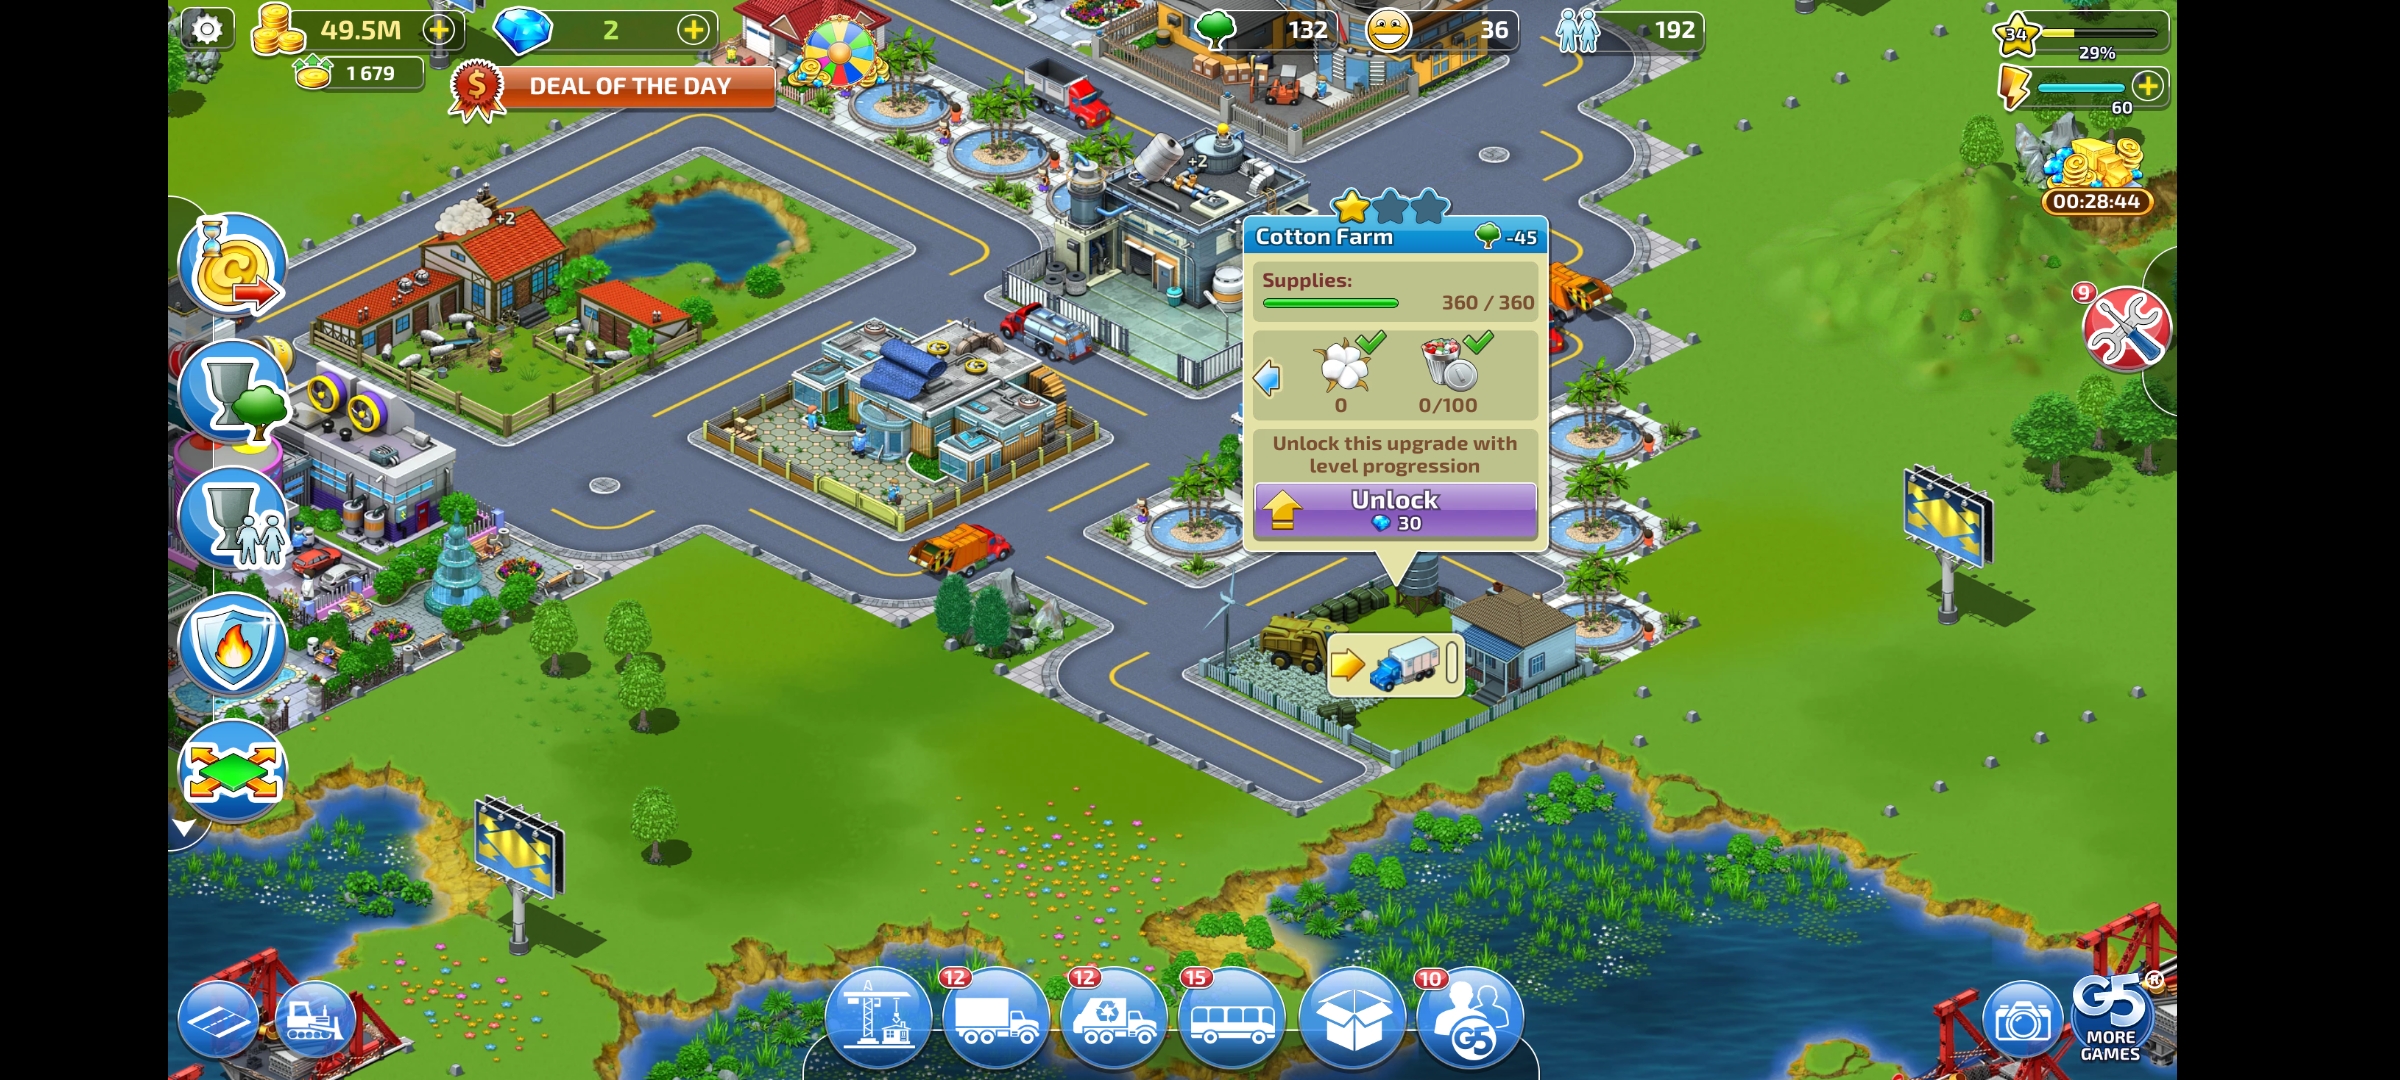 49.5M
2
132
36
192
34
29%
1 679
DEAL OF THE DAY
60
+2
+2
00:28:44
Cotton Farm
-45
Supplies:
360 / 360
9
0
0/100
Unlock this upgrade with
level progression
Unlock
30
12
12
15
10
G5
G5
®
MORE
GAMES